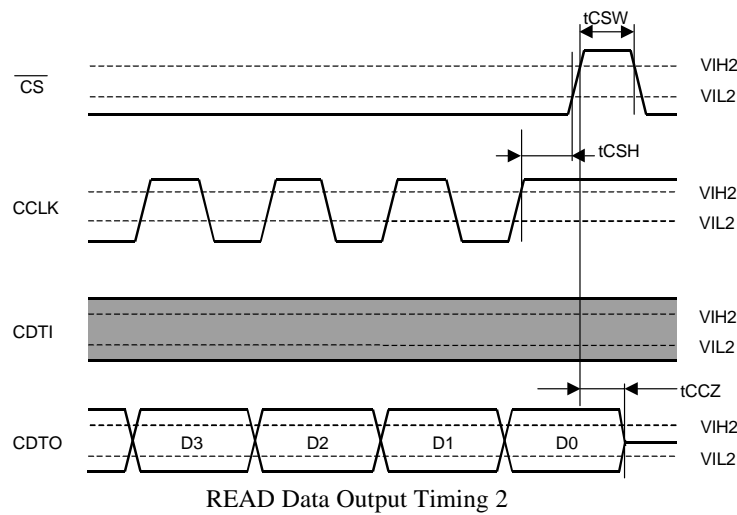 tCSW
CS
VIH2
VIL2
tCSH
CCLK
VIH2
VIL2
CDTI
VIH2
VIL2
tCCZ
CDTO
D3
D2
D1
D0
VIH2
VIL2
READ Data Output Timing 2